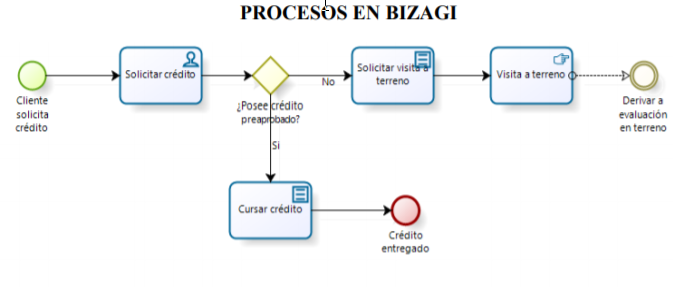 PROCESOS EN BIZAGI
Solicitar crédito
Solicitar visita a
terreno
Visita a terreno
No
Cliente
solicita
crédito
¿Posee crédito
preaprobado?
Derivar a
evaluación
en terreno
Si
Cursar crédito
Crédito
entregado